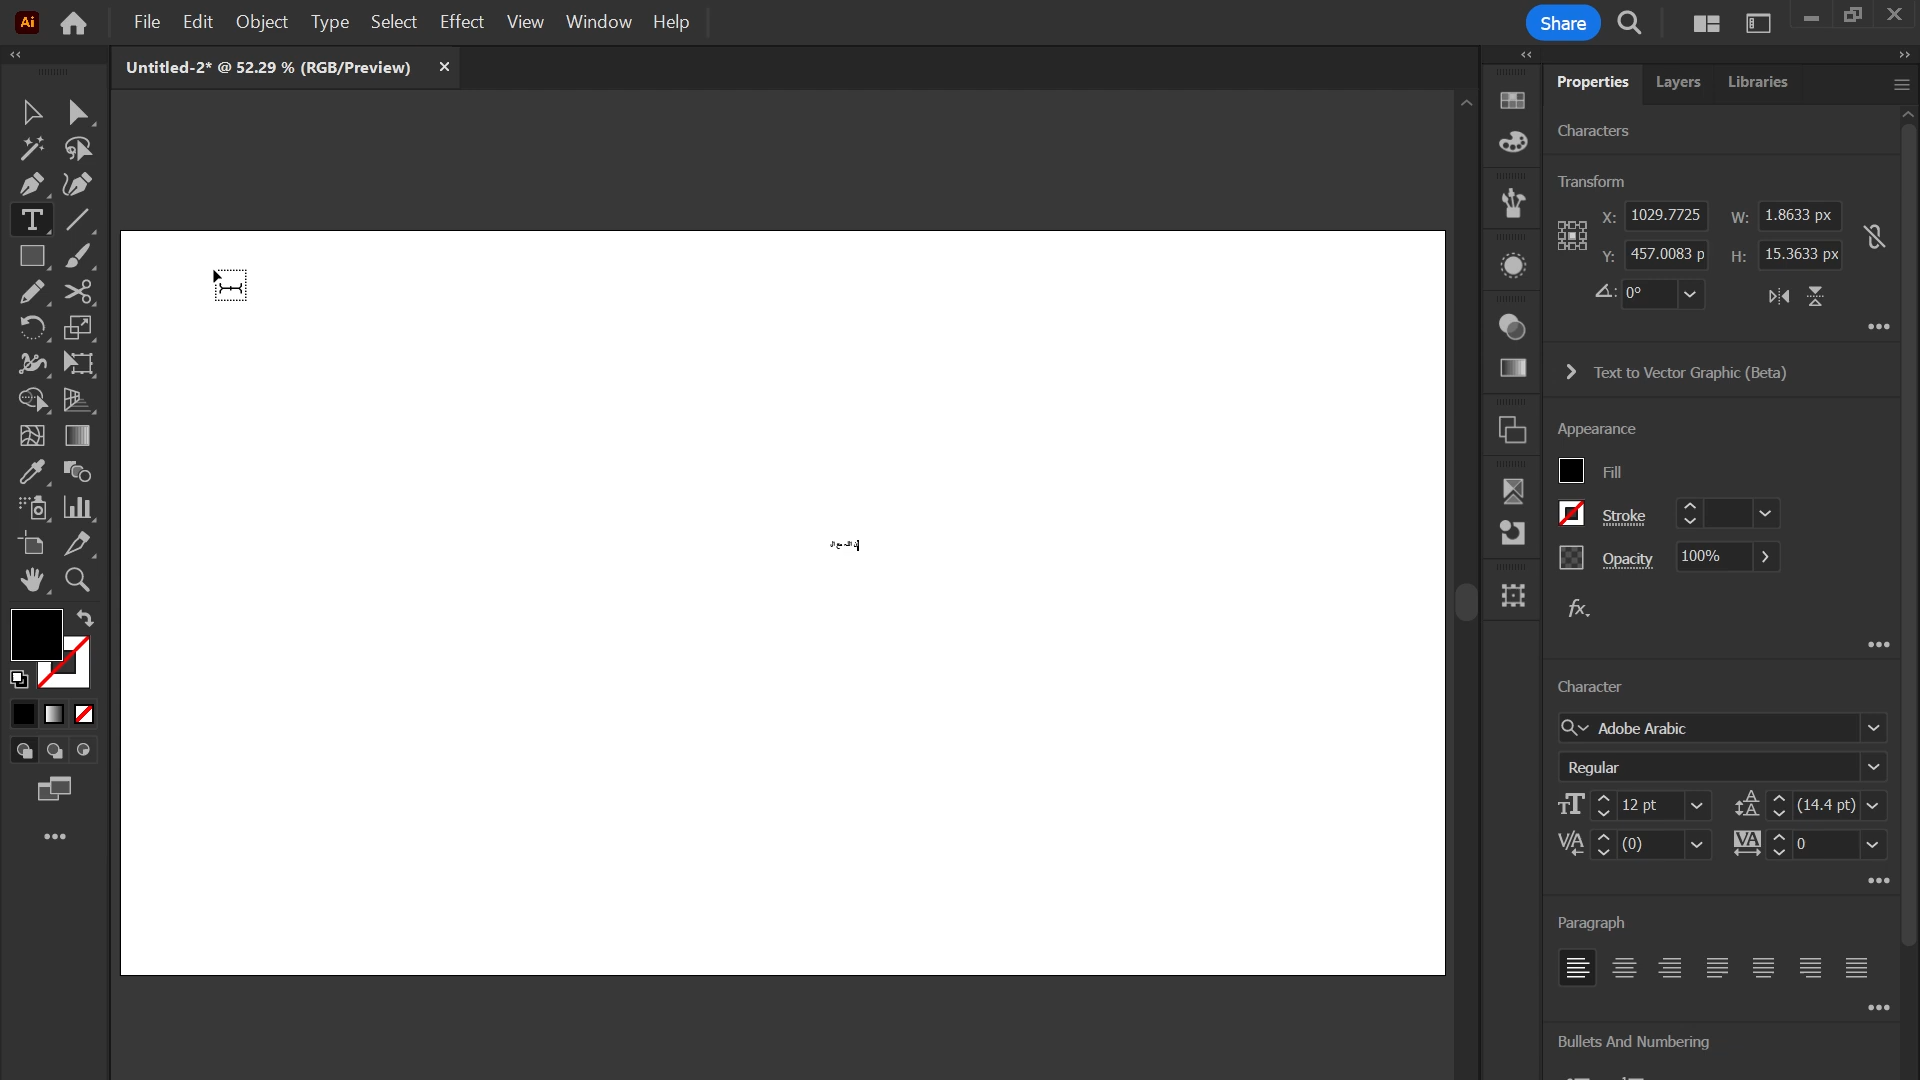 Ai File Edit Object Type Select Effect View Window Help Share
Untitled-2* @ 52.29 % (RGB/Preview)
Properties Layers Libraries
Characters
Transform
X: 1029.7725 W: 1.8633 px
Y: 457.0083 p H: 15.3633 px
0°
Text to Vector Graphic (Beta)
Appearance
Fill
Stroke
Opacity 100%
fx
ن الله مع ال
Character
Adobe Arabic
Regular
12 pt (14.4 pt)
(0) 0
Paragraph
Bullets And Numbering